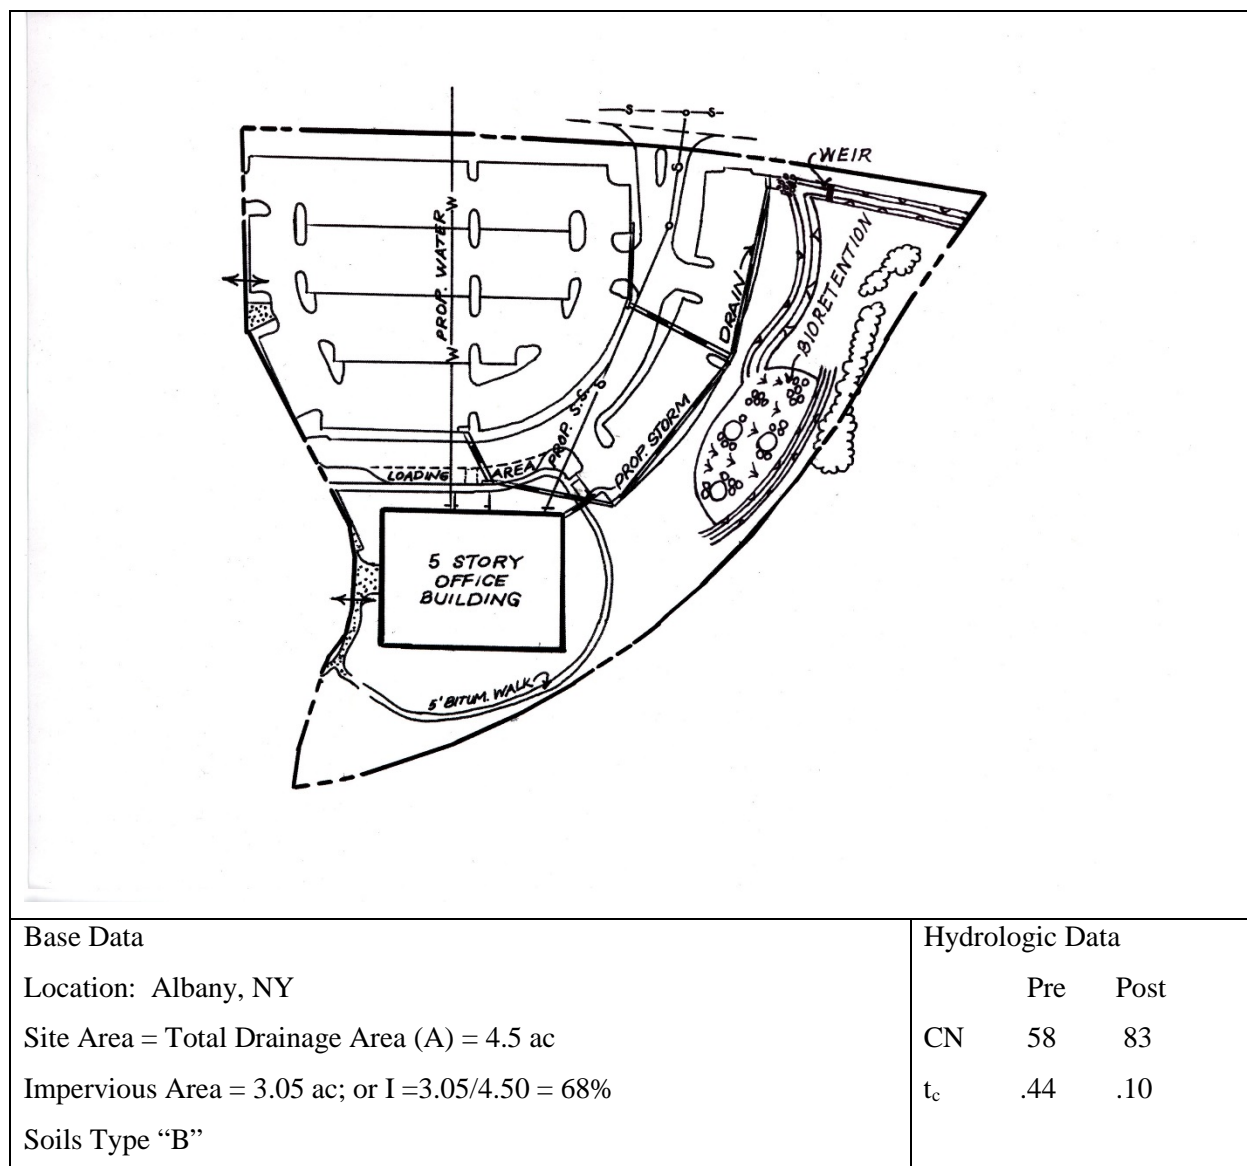 S S
WEIR
S
W
PROP. WATER
W
DRAIN
BIORETENTION
PROP. S.S. S
PROP. STORM
LOADING AREA
5 STORY
OFFICE
BUILDING
5' BITUM. WALK
Base Data
Location: Albany, NY
Site Area = Total Drainage Area (A) = 4.5 ac
Impervious Area = 3.05 ac; or I =3.05/4.50 = 68%
Soils Type “B”
Hydrologic Data
Pre Post
CN 58 83
tc .44 .10